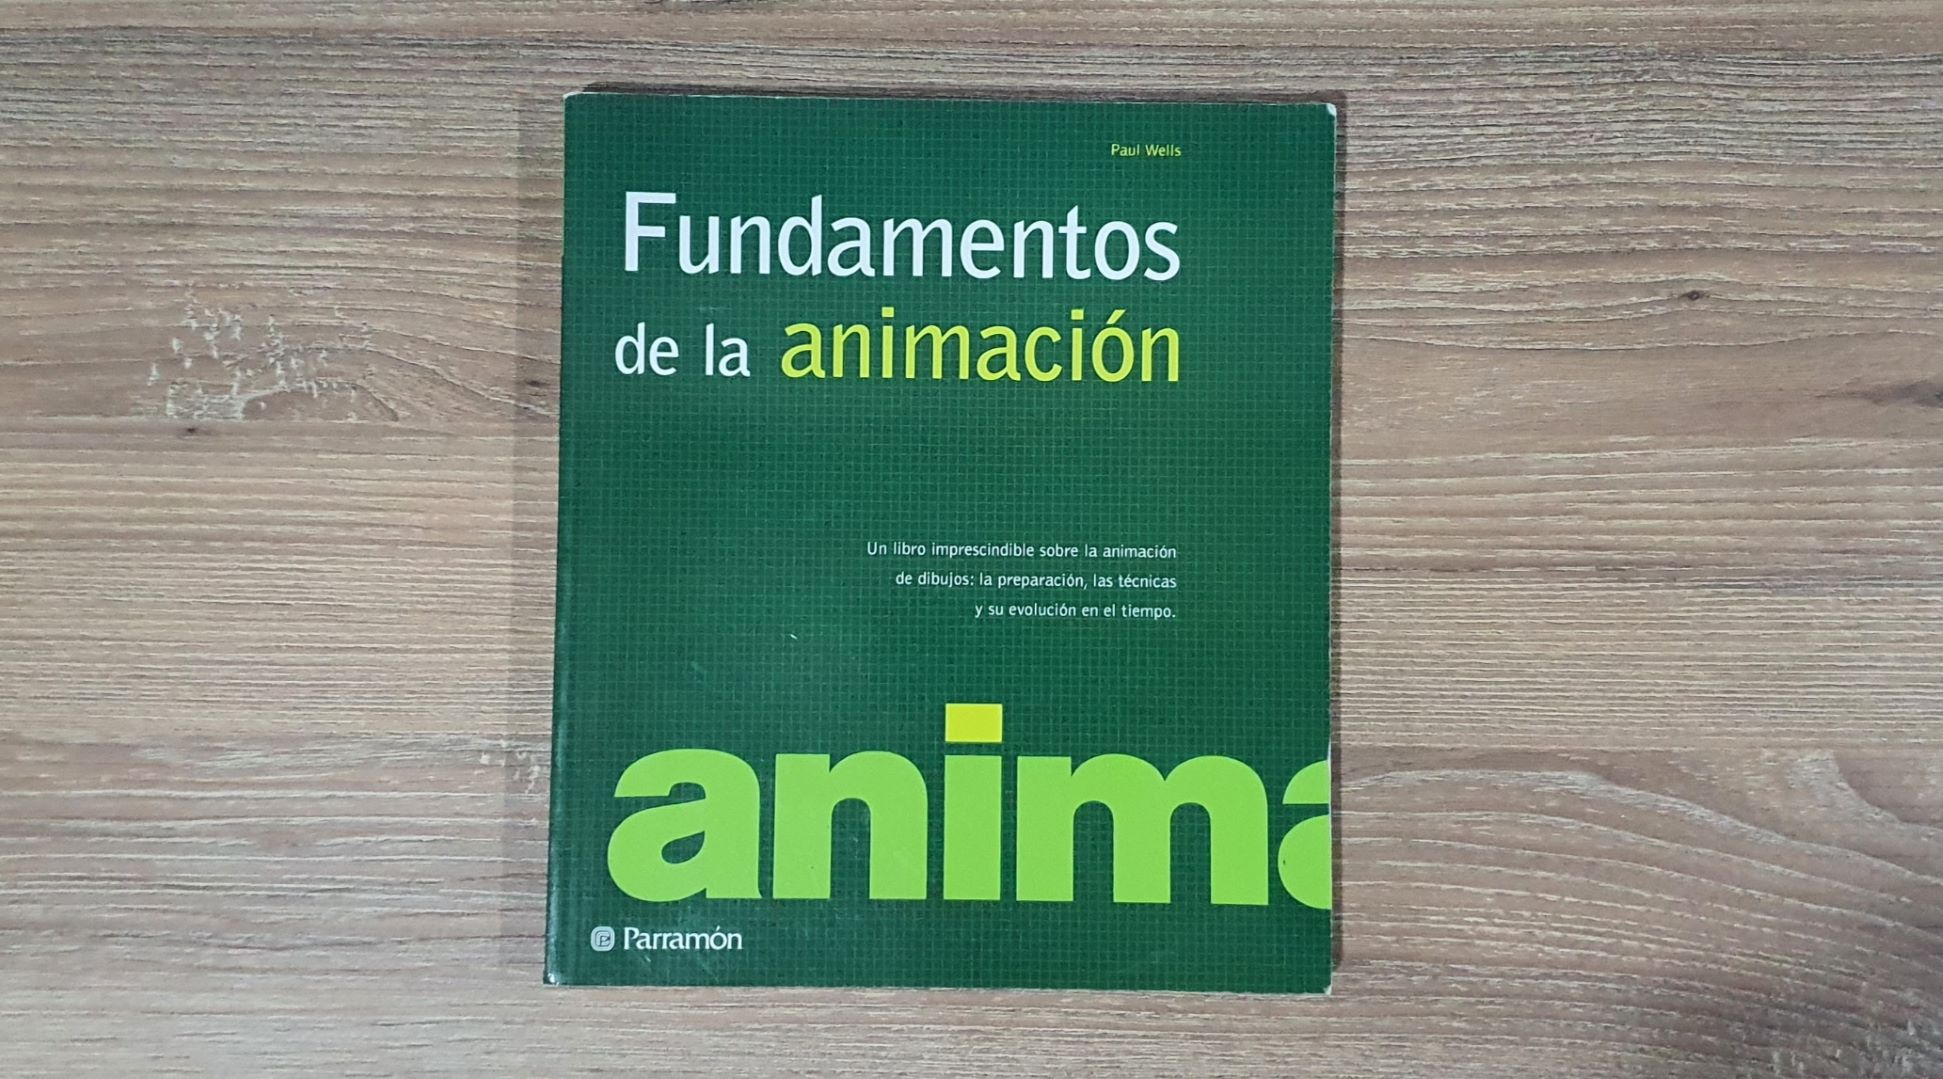 Paul Wells
Fundamentos
de la animación
Un libro imprescindible sobre la animación
de dibujos: la preparación, las técnicas
y su evolución en el tiempo.
anima
Parramón